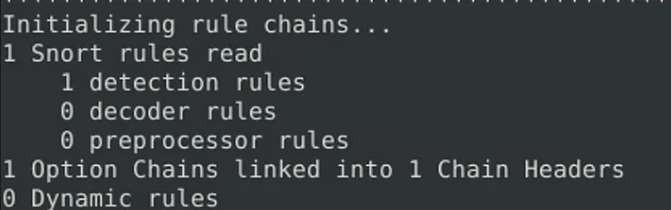 Initializing rule chains...
1 Snort rules read
    1 detection rules
    0 decoder rules
    0 preprocessor rules
1 Option Chains linked into 1 Chain Headers
0 Dynamic rules